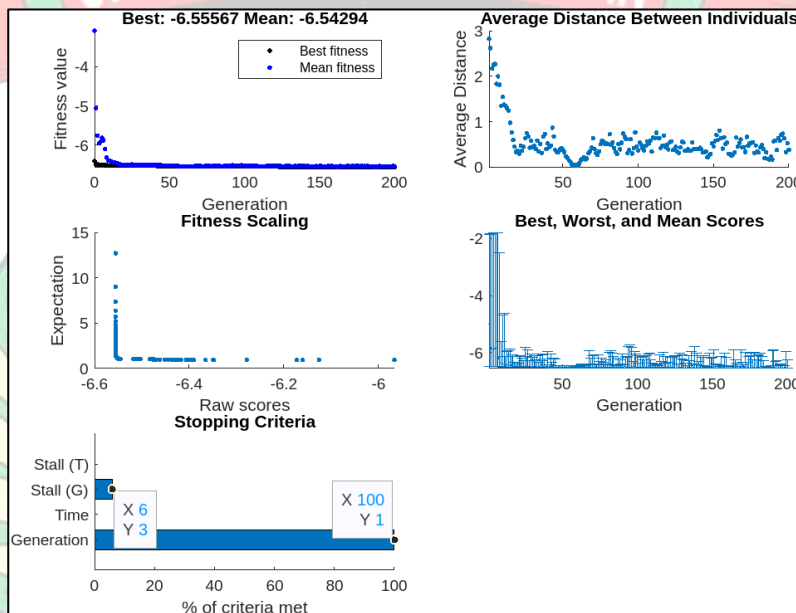 Best: -6.55567 Mean: -6.54294
Fitness value
-4
-5
-6
Best fitness
Mean fitness
0 50 100 150 200
Generation
Average Distance Between Individuals
Average Distance
3
2
1
0
50 100 150 200
Generation
Fitness Scaling
Expectation
15
10
5
0
-6.6 -6.4 -6.2 -6
Raw scores
Best, Worst, and Mean Scores
-2
-4
-6
50 100 150 200
Generation
Stopping Criteria
Stall (T)
Stall (G)
Time
Generation
X 6
Y 3
X 100
Y 1
0 20 40 60 80 100
% of criteria met